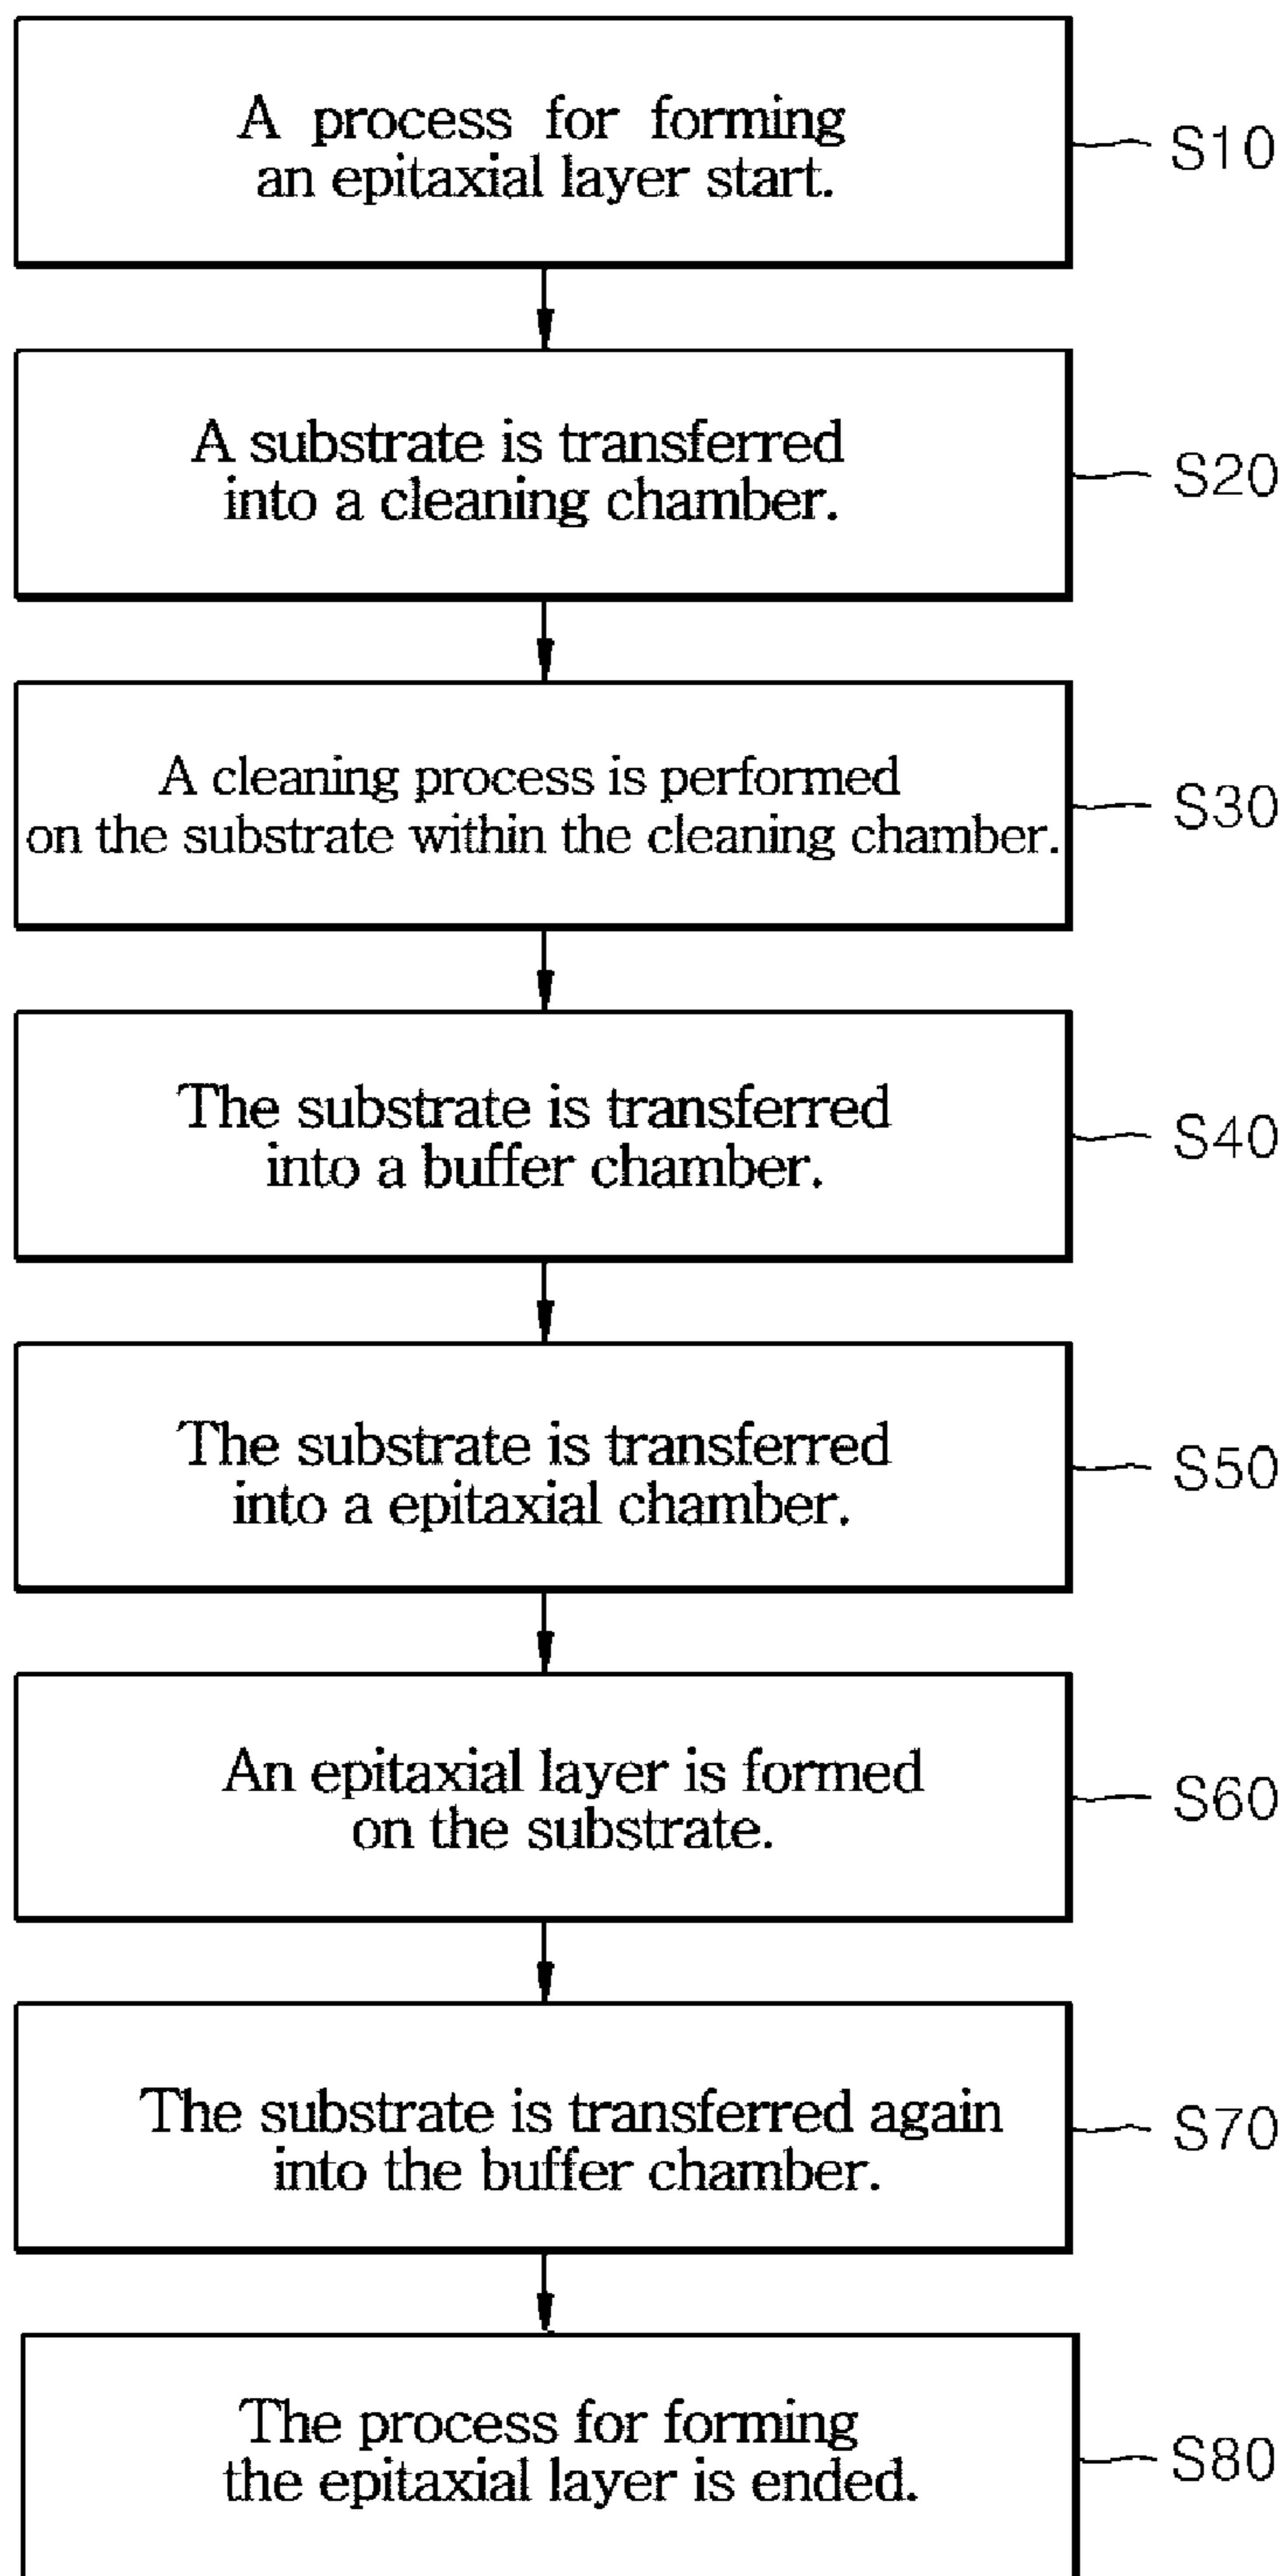 A process for forming
an epitaxial layer start.
S10
A substrate is transferred
into a cleaning chamber.
S20
A cleaning process is performed
on the substrate within the cleaning chamber.
S30
The substrate is transferred
into a buffer chamber.
S40
The substrate is transferred
into a epitaxial chamber.
S50
An epitaxial layer is formed
on the substrate.
S60
The substrate is transferred again
into the buffer chamber.
S70
The process for forming
the epitaxial layer is ended.
S80